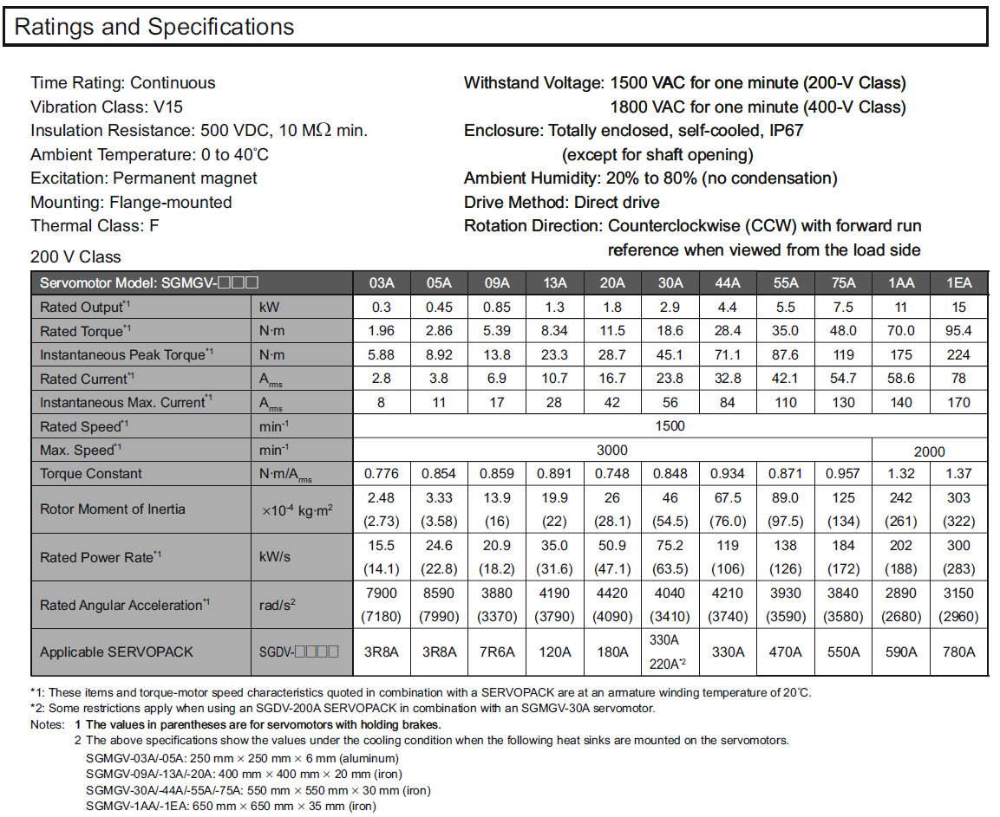 Ratings and Specifications
Time Rating: Continuous
Vibration Class: V15
Insulation Resistance: 500 VDC, 10 MΩ min.
Ambient Temperature: 0 to 40°C
Excitation: Permanent magnet
Mounting: Flange-mounted
Thermal Class: F
Withstand Voltage: 1500 VAC for one minute (200-V Class)
1800 VAC for one minute (400-V Class)
Enclosure: Totally enclosed, self-cooled, IP67
(except for shaft opening)
Ambient Humidity: 20% to 80% (no condensation)
Drive Method: Direct drive
Rotation Direction: Counterclockwise (CCW) with forward run
reference when viewed from the load side
200 V Class
Servomotor Model: SGMGV-□□□ 03A 05A 09A 13A 20A 30A 44A 55A 75A 1AA 1EA
Rated Output*1 kW 0.3 0.45 0.85 1.3 1.8 2.9 4.4 5.5 7.5 11 15
Rated Torque*1 N·m 1.96 2.86 5.39 8.34 11.5 18.6 28.4 35.0 48.0 70.0 95.4
Instantaneous Peak Torque*1 N·m 5.88 8.92 13.8 23.3 28.7 45.1 71.1 87.6 119 175 224
Rated Current*1 Arms 2.8 3.8 6.9 10.7 16.7 23.8 32.8 42.1 54.7 58.6 78
Instantaneous Max. Current*1 Arms 8 11 17 28 42 56 84 110 130 140 170
Rated Speed*1 min-1 1500
Max. Speed*1 min-1 3000 2000
Torque Constant N·m/Arms 0.776 0.854 0.859 0.891 0.748 0.848 0.934 0.871 0.957 1.32 1.37
Rotor Moment of Inertia ×10-4 kg·m2 2.48 3.33 13.9 19.9 26 46 67.5 89.0 125 242 303
(2.73) (3.58) (16) (22) (28.1) (54.5) (76.0) (97.5) (134) (261) (322)
Rated Power Rate*1 kW/s 15.5 24.6 20.9 35.0 50.9 75.2 119 138 184 202 300
(14.1) (22.8) (18.2) (31.6) (47.1) (63.5) (106) (126) (172) (188) (283)
Rated Angular Acceleration*1 rad/s2 7900 8590 3880 4190 4420 4040 4210 3930 3840 2890 3150
(7180) (7990) (3370) (3790) (4090) (3410) (3740) (3590) (3580) (2680) (2960)
Applicable SERVOPACK SGDV-□□□□ 3R8A 3R8A 7R6A 120A 180A 330A 220A*2 330A 470A 550A 590A 780A
*1: These items and torque-motor speed characteristics quoted in combination with a SERVOPACK are at an armature winding temperature of 20°C.
*2: Some restrictions apply when using an SGDV-200A SERVOPACK in combination with an SGMGV-30A servomotor.
Notes: 1 The values in parentheses are for servomotors with holding brakes.
2 The above specifications show the values under the cooling condition when the following heat sinks are mounted on the servomotors.
SGMGV-03A/-05A: 250 mm × 250 mm × 6 mm (aluminum)
SGMGV-09A/-13A/-20A: 400 mm × 400 mm × 20 mm (iron)
SGMGV-30A/-44A/-55A/-75A: 550 mm × 550 mm × 30 mm (iron)
SGMGV-1AA/-1EA: 650 mm × 650 mm × 35 mm (iron)